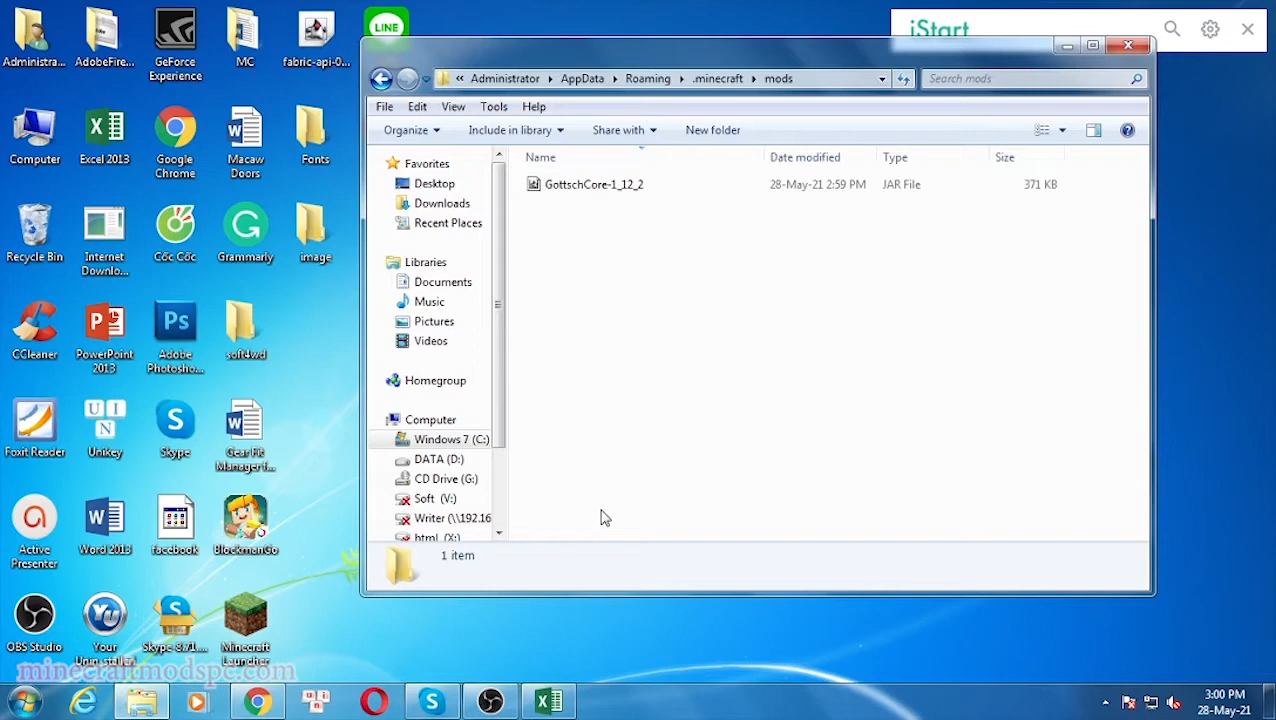 Administra...
AdobeFire...
GeForce
Experience
MC
fabric-api-0...
LINE
Computer
Excel 2013
Google
Chrome
Macaw
Doors
Fonts
Recycle Bin
Internet
Downlo...
Cốc Cốc
Grammarly
image
CCleaner
PowerPoint
2013
Adobe
Photosho...
soft4wd
Foxit Reader
Unikey
Skype
Gear Fit
Manager f...
Active
Presenter
Word 2013
facebook
BlockmanGo
OBS Studio
Your
Unin...staller
Skype 8.71....
Minecraft
Launcher
minecraftmodspc.com
iStart
« Administrator AppData Roaming .minecraft mods
Search mods
File Edit View Tools Help
Organize Include in library Share with New folder
Name Date modified Type Size
GottschCore-1_12_2 28-May-21 2:59 PM JAR File 371 KB
Favorites
Desktop
Downloads
Recent Places
Libraries
Documents
Music
Pictures
Videos
Homegroup
Computer
Windows 7 (C:)
DATA (D:)
CD Drive (G:)
Soft (V:)
Writer (\\192.16
html (X:)
1 item
3:00 PM
28-May-21